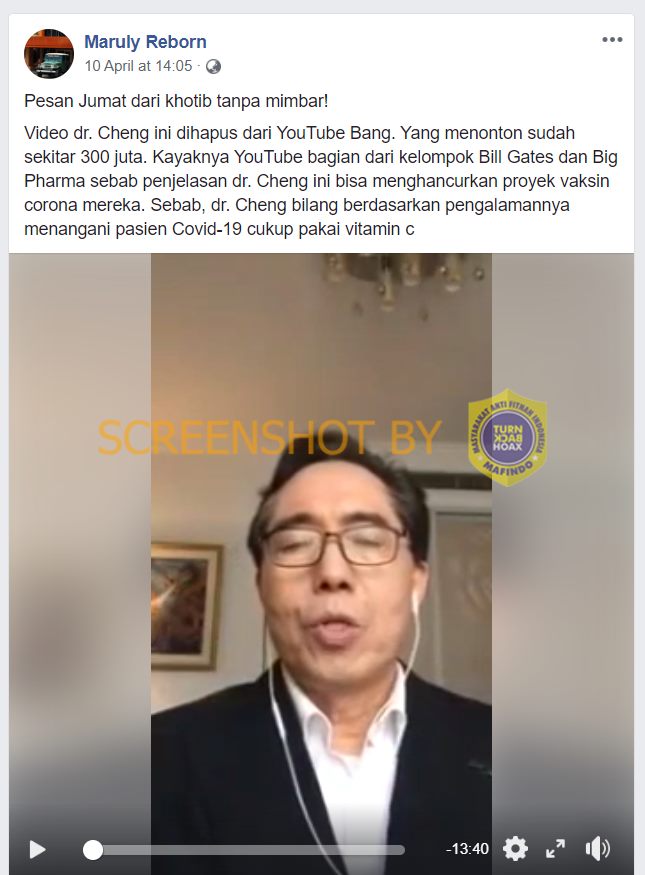 Maruly Reborn
10 April at 14:05 ·
Pesan Jumat dari khotib tanpa mimbar!
Video dr. Cheng ini dihapus dari YouTube Bang. Yang menonton sudah
sekitar 300 juta. Kayaknya YouTube bagian dari kelompok Bill Gates dan Big
Pharma sebab penjelasan dr. Cheng ini bisa menghancurkan proyek vaksin
corona mereka. Sebab, dr. Cheng bilang berdasarkan pengalamannya
menangani pasien Covid-19 cukup pakai vitamin c
SCREENSHOT BY
MASYARAKAT ANTI FITNAH INDONESIA
TURN
BACK
HOAX
MAFINDO
-13:40